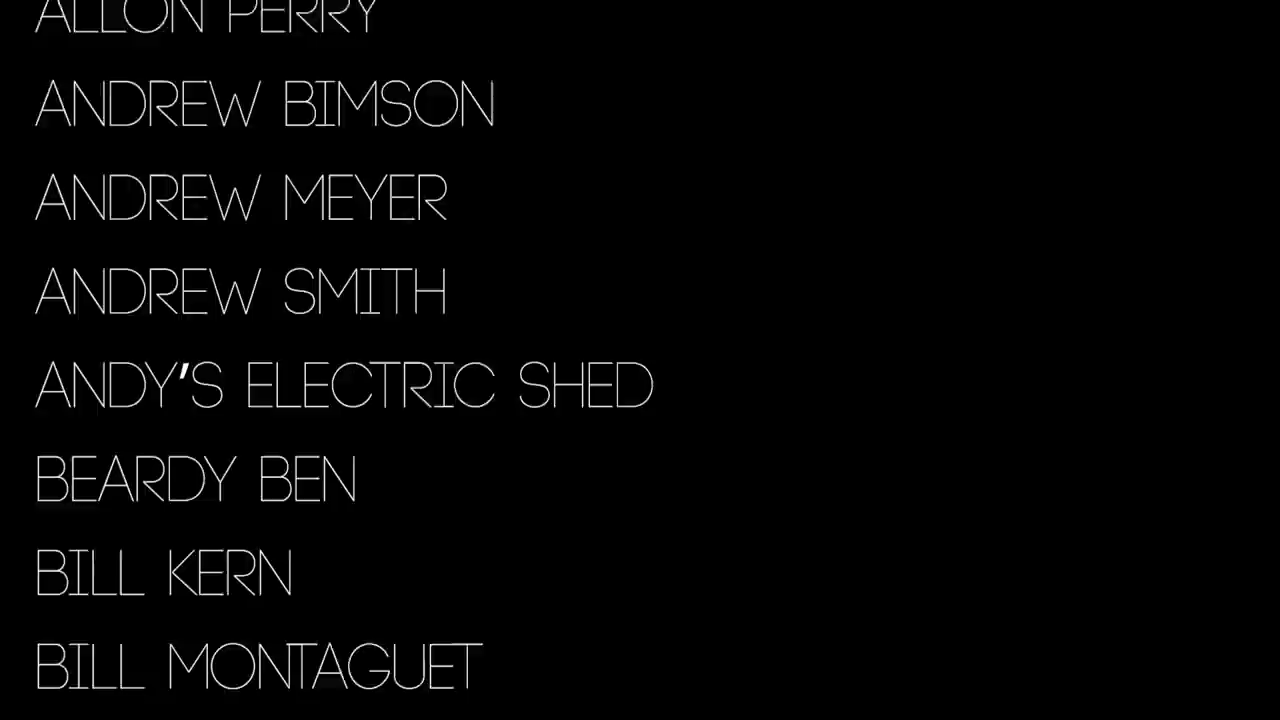 ALLON PERRY
ANDREW BIMSON
ANDREW MEYER
ANDREW SMITH
ANDY'S ELECTRIC SHED
BEARDY BEN
BILL KERN
BILL MONTAGUET